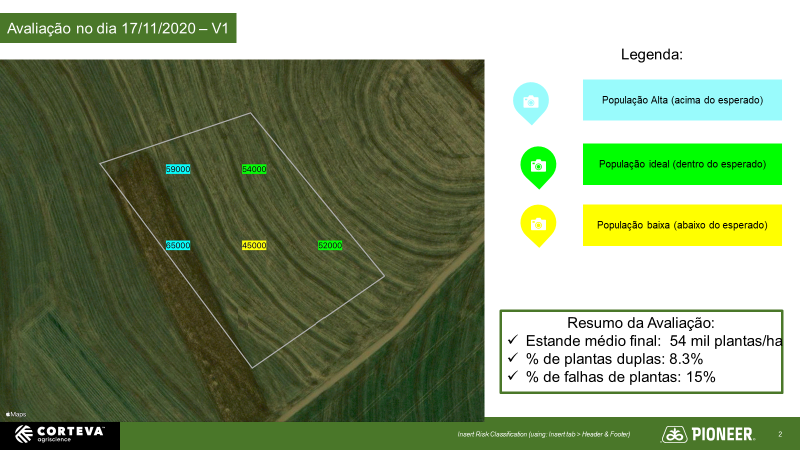 Avaliação no dia 17/11/2020 – V1
Legenda:
População Alta (acima do esperado)
População ideal (dentro do esperado)
População baixa (abaixo do esperado)
59000
54000
65000
45000
52000
Resumo da Avaliação:
✓ Estande médio final: 54 mil plantas/ha
✓ % de plantas duplas: 8.3%
✓ % de falhas de plantas: 15%
Maps
CORTEVA
agriscience
Insert Risk Classification (using: Insert tab > Header & Footer)
PIONEER
2